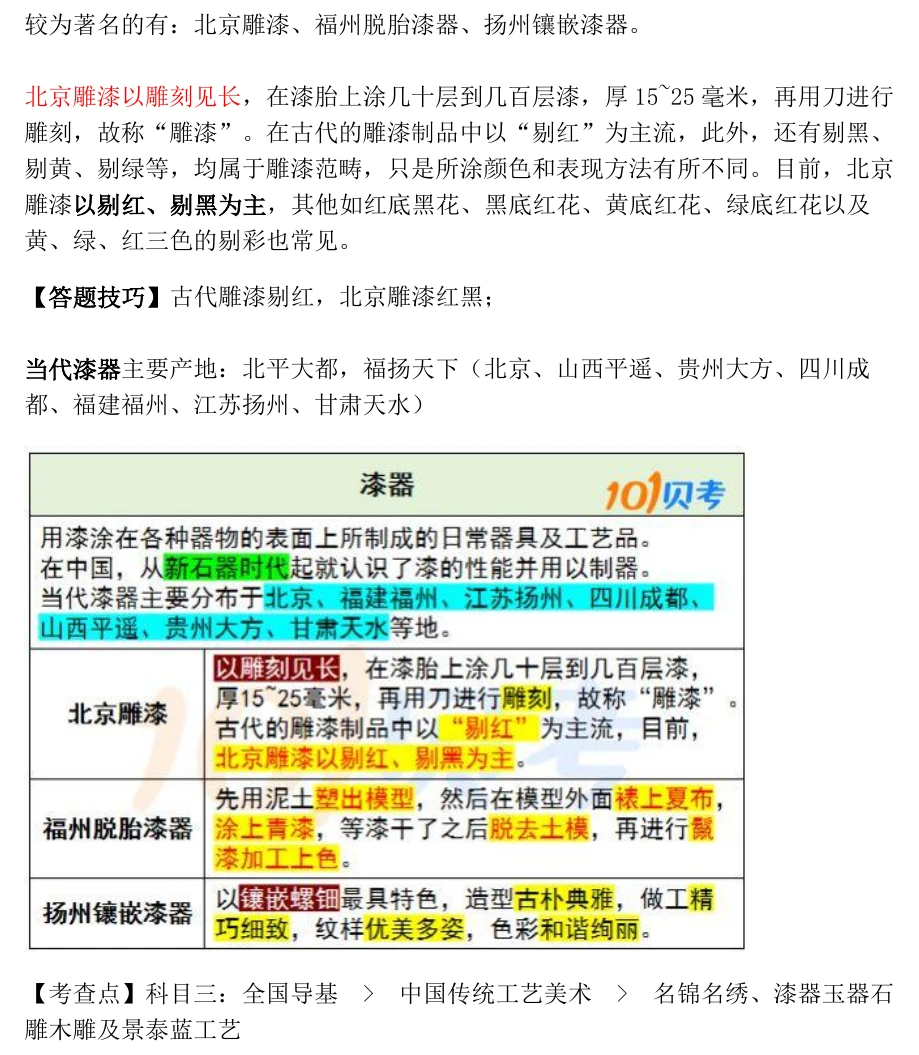 较为著名的有：北京雕漆、福州脱胎漆器、扬州镶嵌漆器。
北京雕漆以雕刻见长，在漆胎上涂几十层到几百层漆，厚 15~25 毫米，再用刀进行
雕刻，故称“雕漆”。在古代的雕漆制品中以“剔红”为主流，此外，还有剔黑、
剔黄、剔绿等，均属于雕漆范畴，只是所涂颜色和表现方法有所不同。目前，北京
雕漆以剔红、剔黑为主，其他如红底黑花、黑底红花、黄底红花、绿底红花以及
黄、绿、红三色的剔彩也常见。
【答题技巧】古代雕漆剔红，北京雕漆红黑；
当代漆器主要产地：北平大都，福扬天下（北京、山西平遥、贵州大方、四川成
都、福建福州、江苏扬州、甘肃天水）
漆器
101贝考
用漆涂在各种器物的表面上所制成的日常器具及工艺品。
在中国，从新石器时代起就认识了漆的性能并用以制器。
当代漆器主要分布于北京、福建福州、江苏扬州、四川成都、
山西平遥、贵州大方、甘肃天水等地。
北京雕漆
以雕刻见长，在漆胎上涂几十层到几百层漆，
厚15~25毫米，再用刀进行雕刻，故称“雕漆”。
古代的雕漆制品中以“剔红”为主流，目前，
北京雕漆以剔红、剔黑为主。
福州脱胎漆器
先用泥土塑出模型，然后在模型外面裱上夏布，
涂上青漆，等漆干了之后脱去土模，再进行鬃
漆加工上色。
扬州镶嵌漆器
以镶嵌螺钿最具特色，造型古朴典雅，做工精
巧细致，纹样优美多姿，色彩和谐绚丽。
【考查点】科目三：全国导基 > 中国传统工艺美术 > 名锦名绣、漆器玉器石
雕木雕及景泰蓝工艺